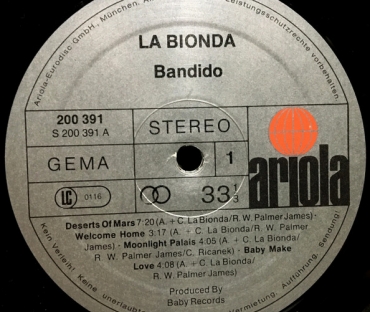 Ariola-Eurodisc GmbH., München.
Leistungsschutzrechte vorbehalten.
LA BIONDA
Bandido
200 391
S 200 391 A
STEREO
GEMA
1
ariola
LC 0116
33 1/3
Deserts Of Mars 7:20 (A. + C. La Bionda/R. W. Palmer James) ·
Welcome Home 3:17 (A. + C. La Bionda/R. W. Palmer
James) · Moonlight Palais 4:05 (A. + C. La Bionda/
R. W. Palmer James/C. Ricanek) · Baby Make
Love 4:08 (A. + C. La Bionda/
R. W. Palmer James)
Produced By
Baby Records
Kein Verleih! Keine unerlaubte
Vermietung, Aufführung, Sendung!